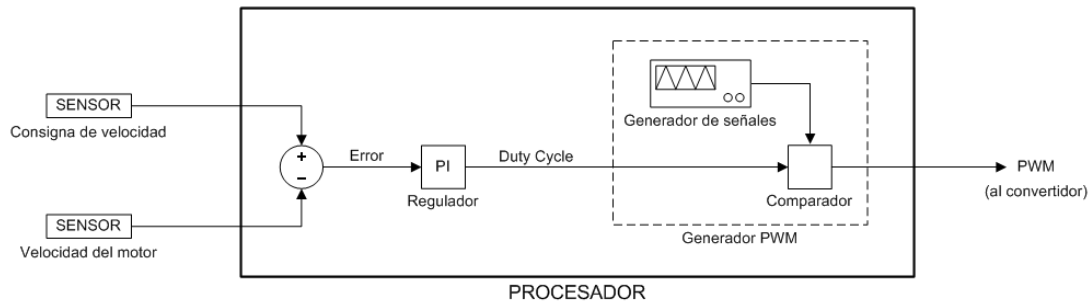 SENSOR
Consigna de velocidad
SENSOR
Velocidad del motor
+
−
Error
PI
Regulador
Duty Cycle
Generador de señales
Comparador
Generador PWM
PWM
(al convertidor)
PROCESADOR